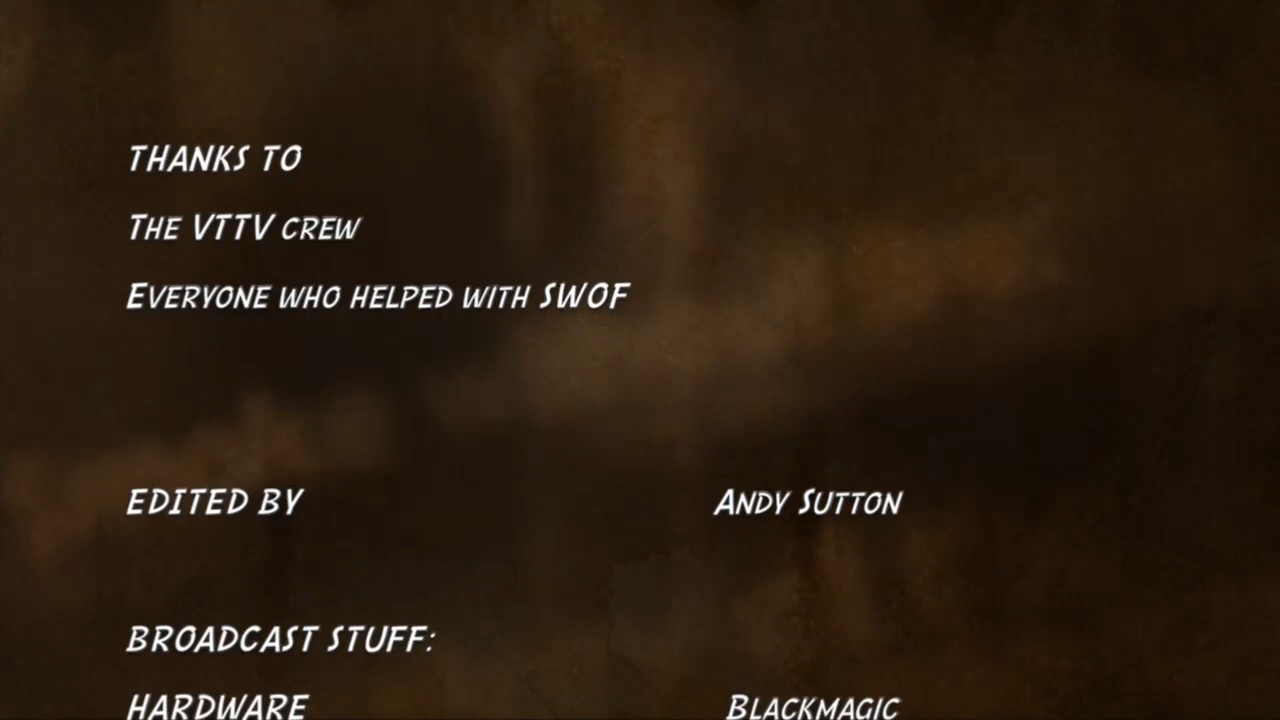 THANKS TO
THE VTTV CREW
EVERYONE WHO HELPED WITH SWOF
EDITED BY ANDY SUTTON
BROADCAST STUFF:
HARDWARE BLACKMAGIC